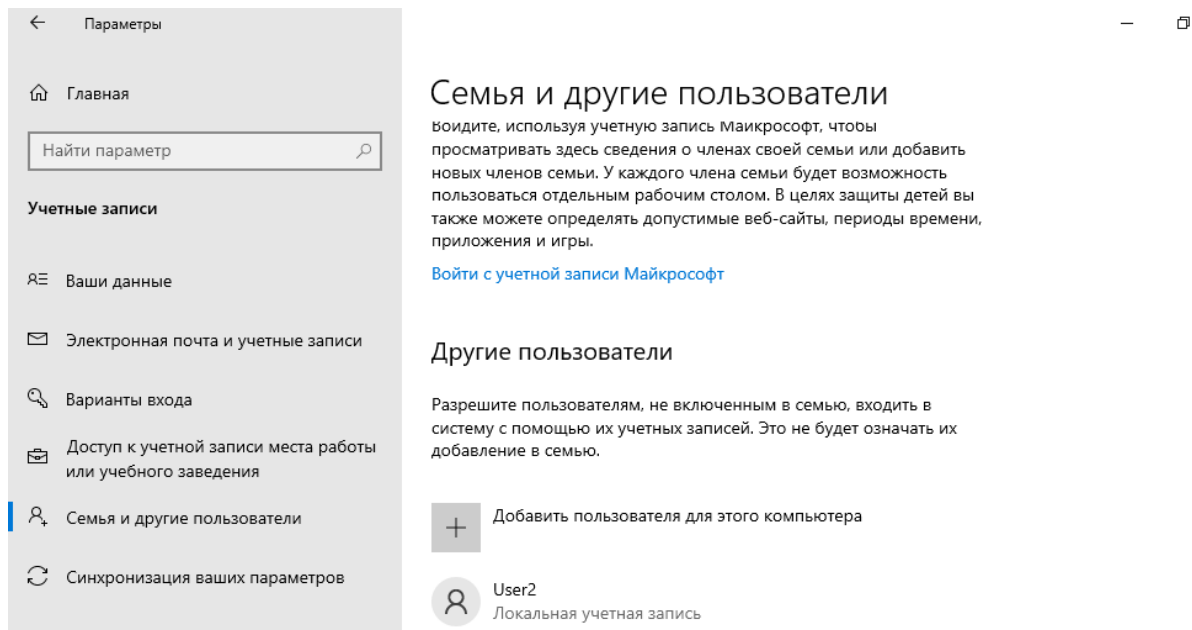 Параметры
Главная
Найти параметр
Учетные записи
Ваши данные
Электронная почта и учетные записи
Варианты входа
Доступ к учетной записи места работы
или учебного заведения
Семья и другие пользователи
Синхронизация ваших параметров
Семья и другие пользователи
Войдите, используя учетную запись Майкрософт, чтобы
просматривать здесь сведения о членах своей семьи или добавить
новых членов семьи. У каждого члена семьи будет возможность
пользоваться отдельным рабочим столом. В целях защиты детей вы
также можете определять допустимые веб-сайты, периоды времени,
приложения и игры.
Войти с учетной записи Майкрософт
Другие пользователи
Разрешите пользователям, не включенным в семью, входить в
систему с помощью их учетных записей. Это не будет означать их
добавление в семью.
Добавить пользователя для этого компьютера
User2
Локальная учетная запись